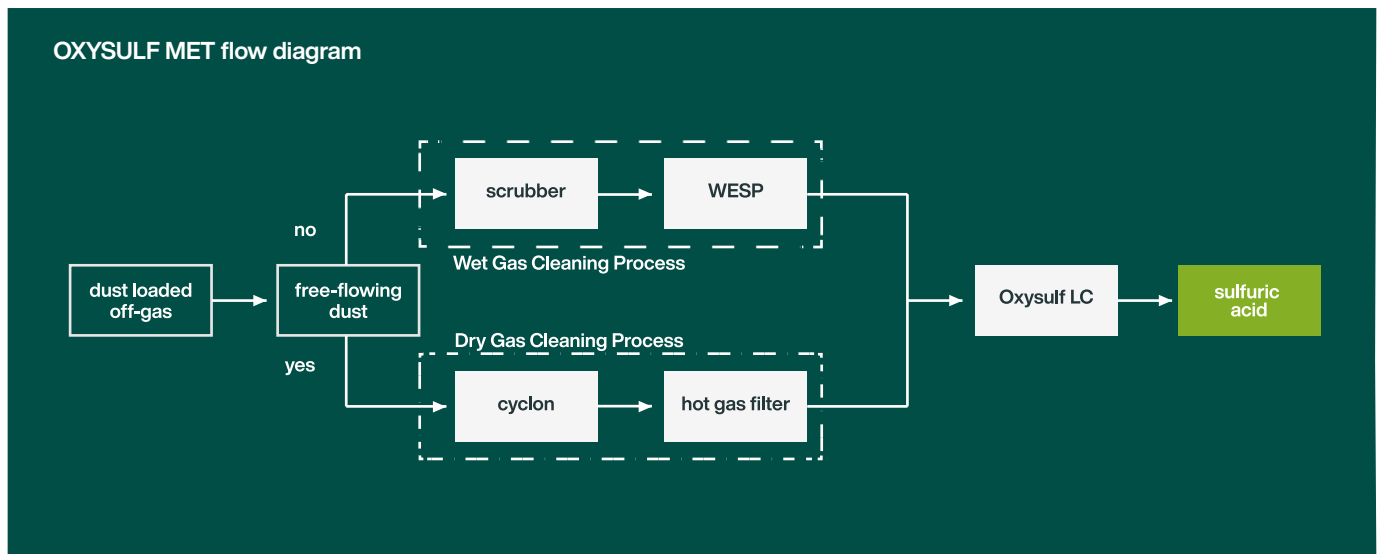 OXYSULF MET flow diagram
scrubber
WESP
no
Wet Gas Cleaning Process
dust loaded
off-gas
free-flowing
dust
Oxysulf LC
sulfuric
acid
Dry Gas Cleaning Process
yes
cyclon
hot gas filter